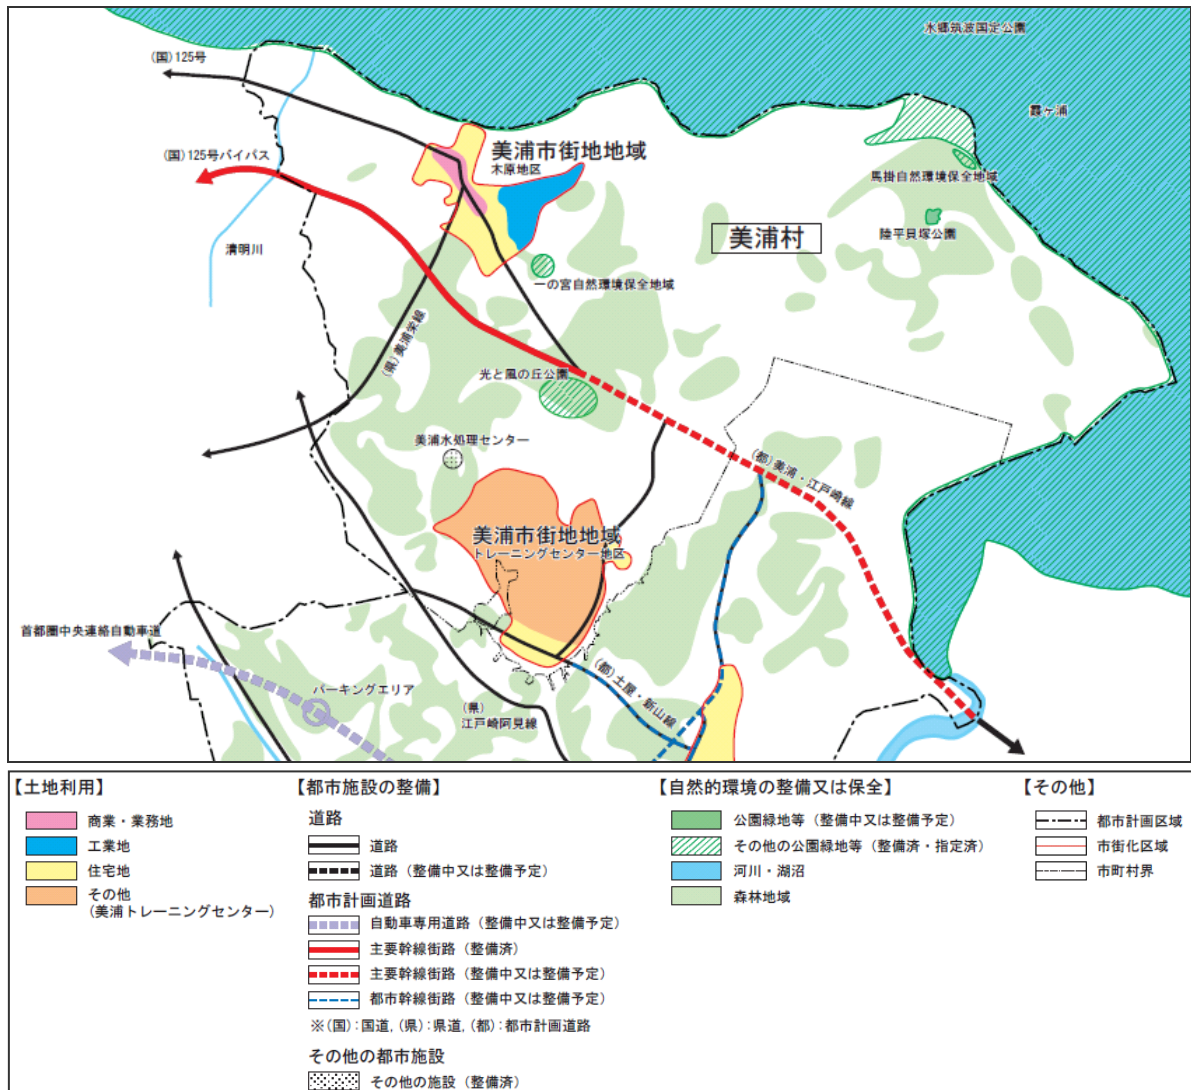 水郷筑波国定公園
(国)125号
霞ヶ浦
美浦市街地地域
木原地区
(国)125号バイパス
馬掛自然環境保全地域
陸平貝塚公園
美浦村
清明川
一の宮自然環境保全地域
(県)美浦栄線
光と風の丘公園
美浦水処理センター
(都)美浦・江戸崎線
美浦市街地地域
トレーニングセンター地区
首都圏中央連絡自動車道
パーキングエリア
(都)土屋・新山線
(県)
江戸崎阿見線
【土地利用】
商業・業務地
工業地
住宅地
その他
(美浦トレーニングセンター)
【都市施設の整備】
道路
道路
道路(整備中又は整備予定)
都市計画道路
自動車専用道路(整備中又は整備予定)
主要幹線街路(整備済)
主要幹線街路(整備中又は整備予定)
都市幹線街路(整備中又は整備予定)
※(国):国道,(県):県道,(都):都市計画道路
その他の都市施設
その他の施設(整備済)
【自然的環境の整備又は保全】
公園緑地等(整備中又は整備予定)
その他の公園緑地等(整備済・指定済)
河川・湖沼
森林地域
【その他】
都市計画区域
市街化区域
市町村界